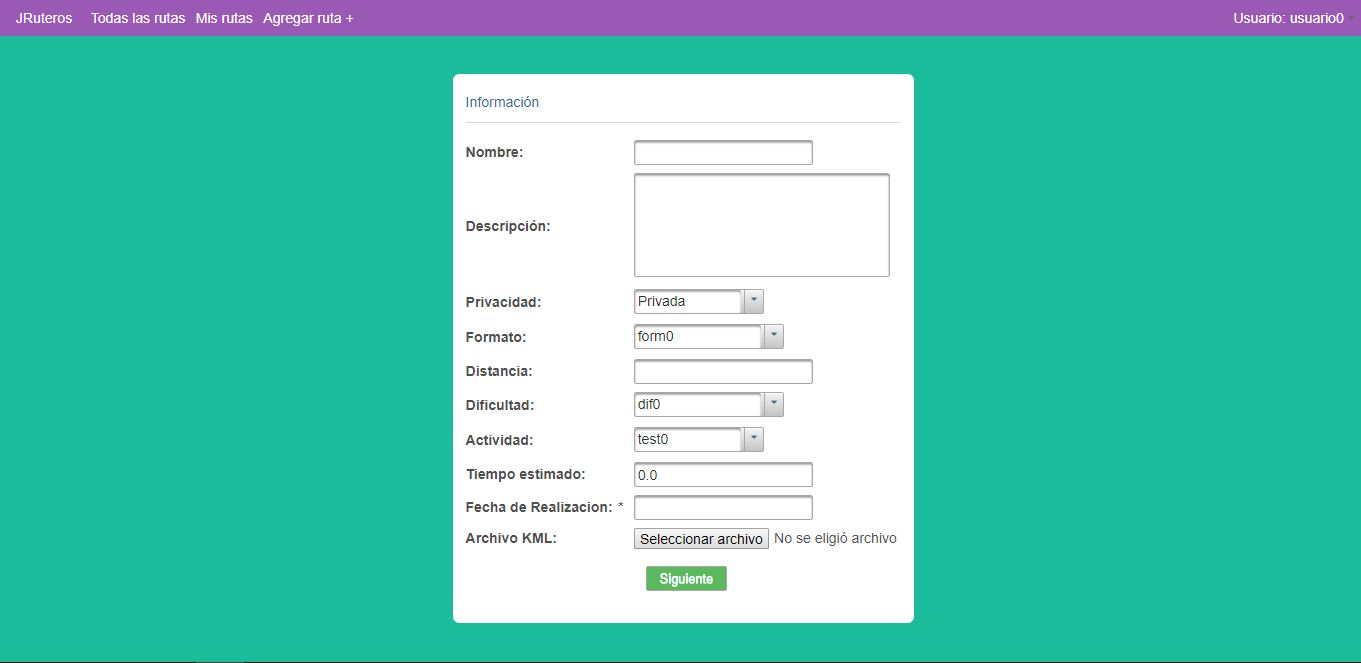 JRuteros Todas las rutas Mis rutas Agregar ruta + Usuario: usuario0
Información
Nombre:
Descripción:
Privacidad: Privada
Formato: form0
Distancia:
Dificultad: dif0
Actividad: test0
Tiempo estimado: 0.0
Fecha de Realizacion: *
Archivo KML: Seleccionar archivo No se eligió archivo
Siguiente